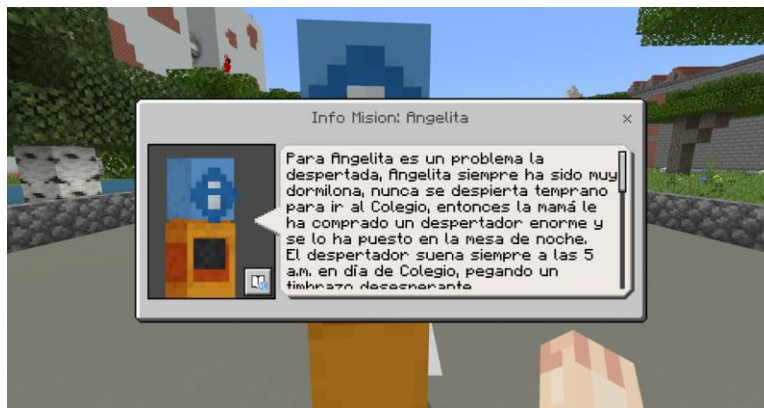 Info Mision: Angelita
Para Angelita es un problema la
despertada, Angelita siempre ha sido muy
dormilona, nunca se despierta temprano
para ir al Colegio, entonces la mamá le
ha comprado un despertador enorme y
se lo ha puesto en la mesa de noche.
El despertador suena siempre a las 5
a.m. en día de Colegio, pegando un
timbrazo desesperante